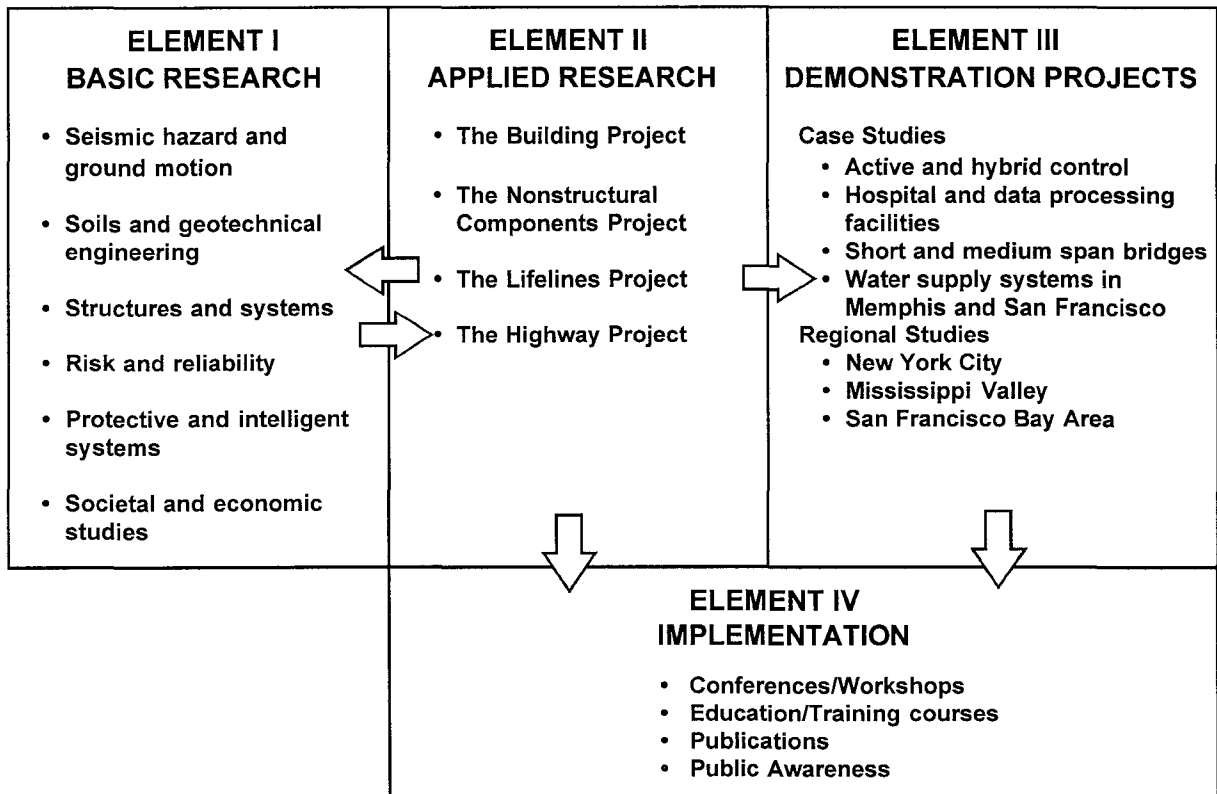 ELEMENT I
BASIC RESEARCH
• Seismic hazard and
ground motion
• Soils and geotechnical
engineering
• Structures and systems
• Risk and reliability
• Protective and intelligent
systems
• Societal and economic
studies
ELEMENT II
APPLIED RESEARCH
• The Building Project
• The Nonstructural
Components Project
• The Lifelines Project
• The Highway Project
ELEMENT III
DEMONSTRATION PROJECTS
Case Studies
• Active and hybrid control
• Hospital and data processing
facilities
• Short and medium span bridges
• Water supply systems in
Memphis and San Francisco
Regional Studies
• New York City
• Mississippi Valley
• San Francisco Bay Area
ELEMENT IV
IMPLEMENTATION
• Conferences/Workshops
• Education/Training courses
• Publications
• Public Awareness